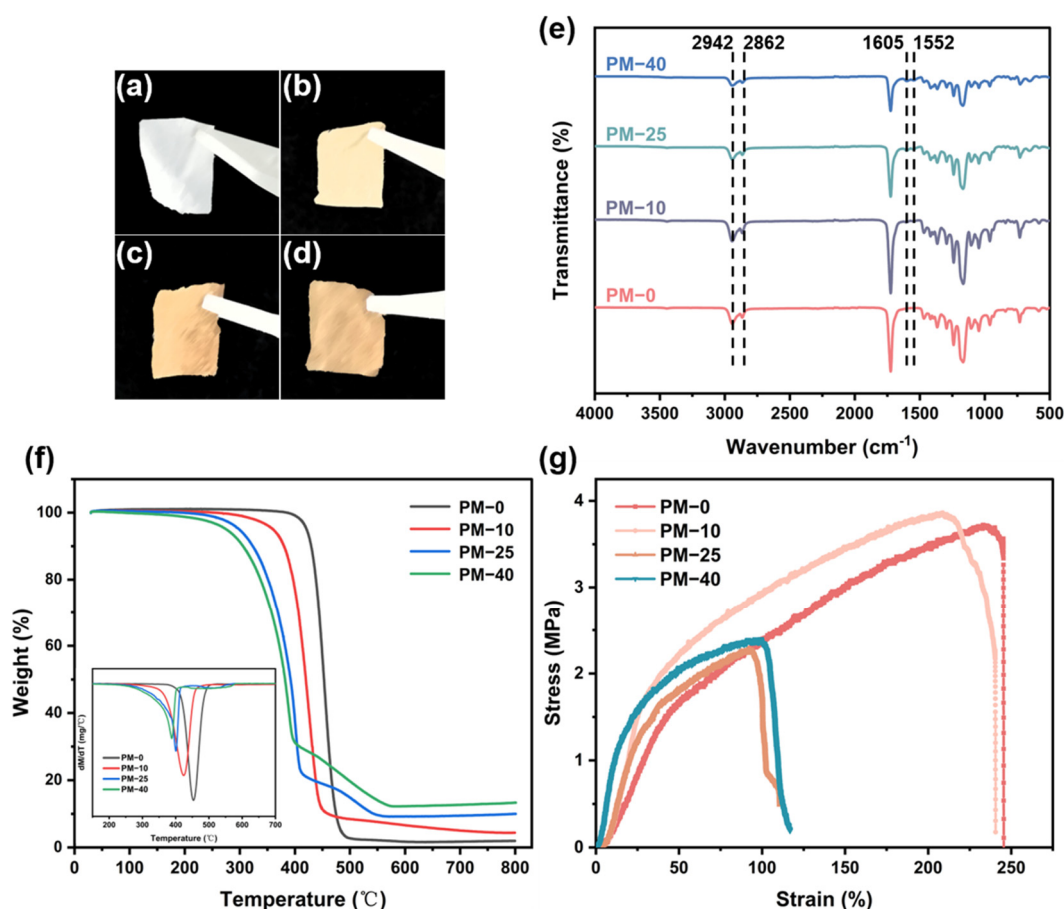 (a)
(b)
(c)
(d)
(e)
2942 2862 1605 1552
PM−40
PM−25
PM−10
PM−0
Transmittance (%)
4000 3500 3000 2500 2000 1500 1000 500
Wavenumber (cm⁻¹)
(f)
100
80
60
40
20
0
Weight (%)
PM−0
PM−10
PM−25
PM−40
dM/dT (mg/℃)
PM−0
PM−10
PM−25
PM−40
200 300 400 500 600 700
Temperature (℃)
0 100 200 300 400 500 600 700 800
Temperature (℃)
(g)
4
3
2
1
0
Stress (MPa)
PM−0
PM−10
PM−25
PM−40
0 50 100 150 200 250
Strain (%)